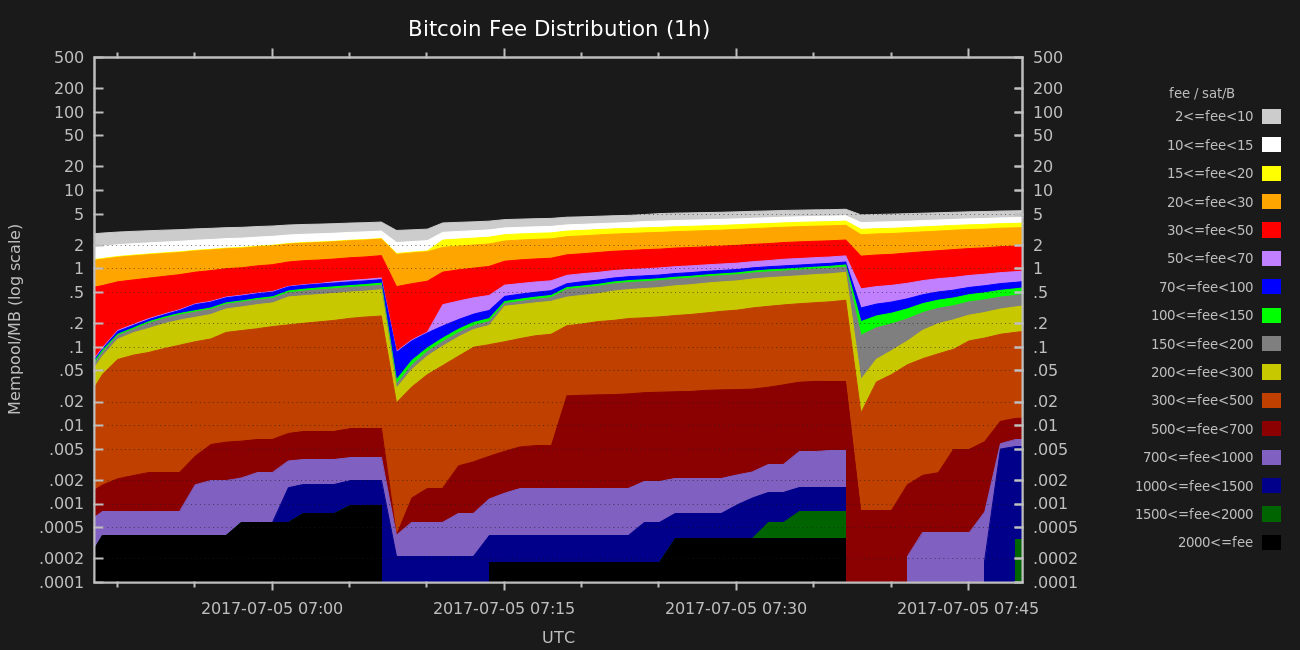 Bitcoin Fee Distribution (1h)
500 500
200 200
100 100
50 50
20 20
10 10
5 5
2 2
1 1
.5 .5
.2 .2
.1 .1
.05 .05
.02 .02
.01 .01
.005 .005
.002 .002
.001 .001
.0005 .0005
.0002 .0002
.0001 .0001
Mempool/MB (log scale)
2017-07-05 07:00 2017-07-05 07:15 2017-07-05 07:30 2017-07-05 07:45
UTC
fee / sat/B
2<=fee<10
10<=fee<15
15<=fee<20
20<=fee<30
30<=fee<50
50<=fee<70
70<=fee<100
100<=fee<150
150<=fee<200
200<=fee<300
300<=fee<500
500<=fee<700
700<=fee<1000
1000<=fee<1500
1500<=fee<2000
2000<=fee